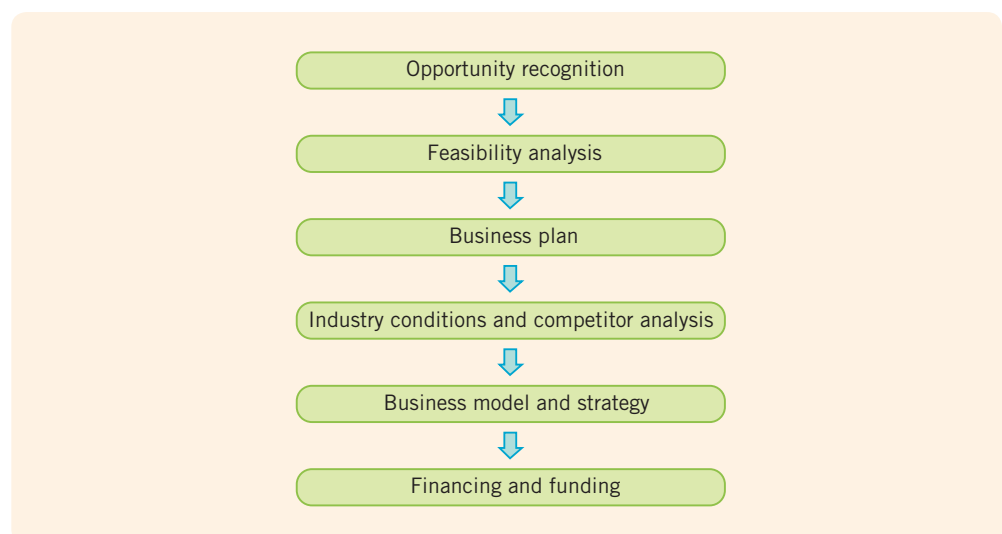 Opportunity recognition
Feasibility analysis
Business plan
Industry conditions and competitor analysis
Business model and strategy
Financing and funding